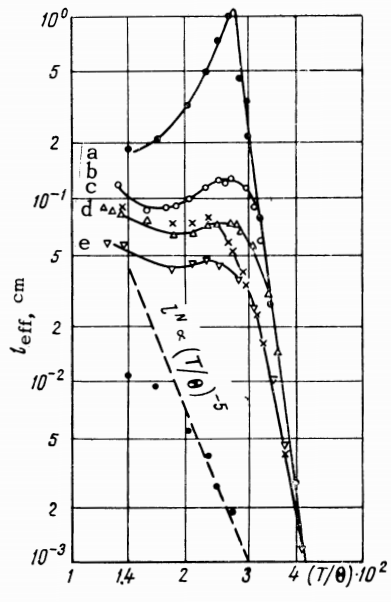 10⁰
5
2
a
b
c
10⁻¹
d
5
e
l_eff, cm
2
l^N ∝ (T/θ)⁻⁵
10⁻²
5
2
10⁻³
1 1,4 2 3 4 (T/θ)·10²